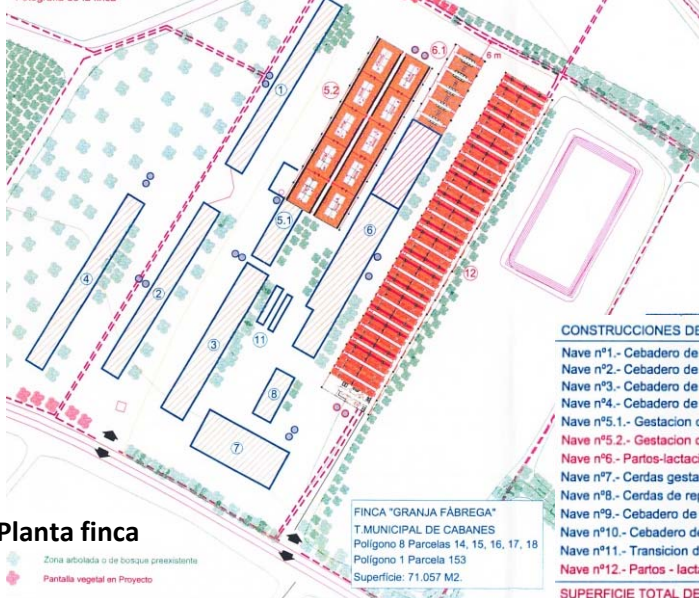 1
5.2
6.1
6 m
5.1
6
4
2
3
11
12
8
7
CONSTRUCCIONES DE
Nave nº1.- Cebadero de
Nave nº2.- Cebadero de
Nave nº3.- Cebadero de
Nave nº4.- Cebadero de
Nave nº5.1.- Gestacion
Nave nº5.2.- Gestacion
Nave nº6.- Partos-lactaci
Nave nº7.- Cerdas gesta
Nave nº8.- Cerdas de rep
Nave nº9.- Cebadero de
Nave nº10.- Cebadero de
Nave nº11.- Transicion d
Nave nº12.- Partos - lacta
SUPERFICIE TOTAL DE
FINCA "GRANJA FÁBREGA"
T.MUNICIPAL DE CABANES
Polígono 8 Parcelas 14, 15, 16, 17, 18
Polígono 1 Parcela 153
Superficie: 71.057 M2.
Planta finca
Zona arbolada o de bosque preexistente
Pantalla vegetal en Proyecto